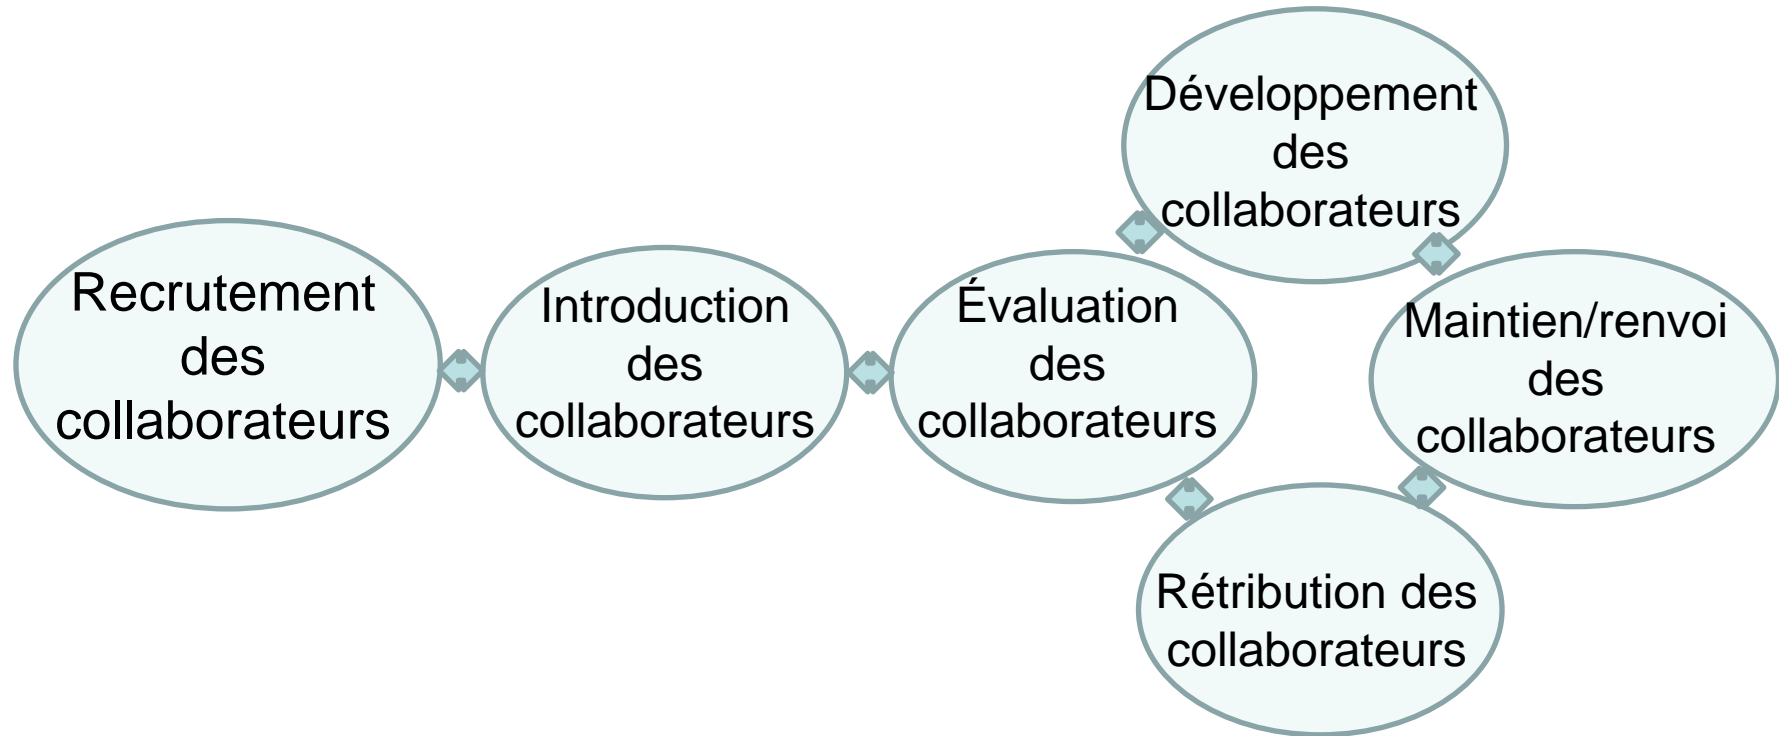 Recrutement
des
collaborateurs
Introduction
des
collaborateurs
Évaluation
des
collaborateurs
Développement
des
collaborateurs
Maintien/renvoi
des
collaborateurs
Rétribution des
collaborateurs